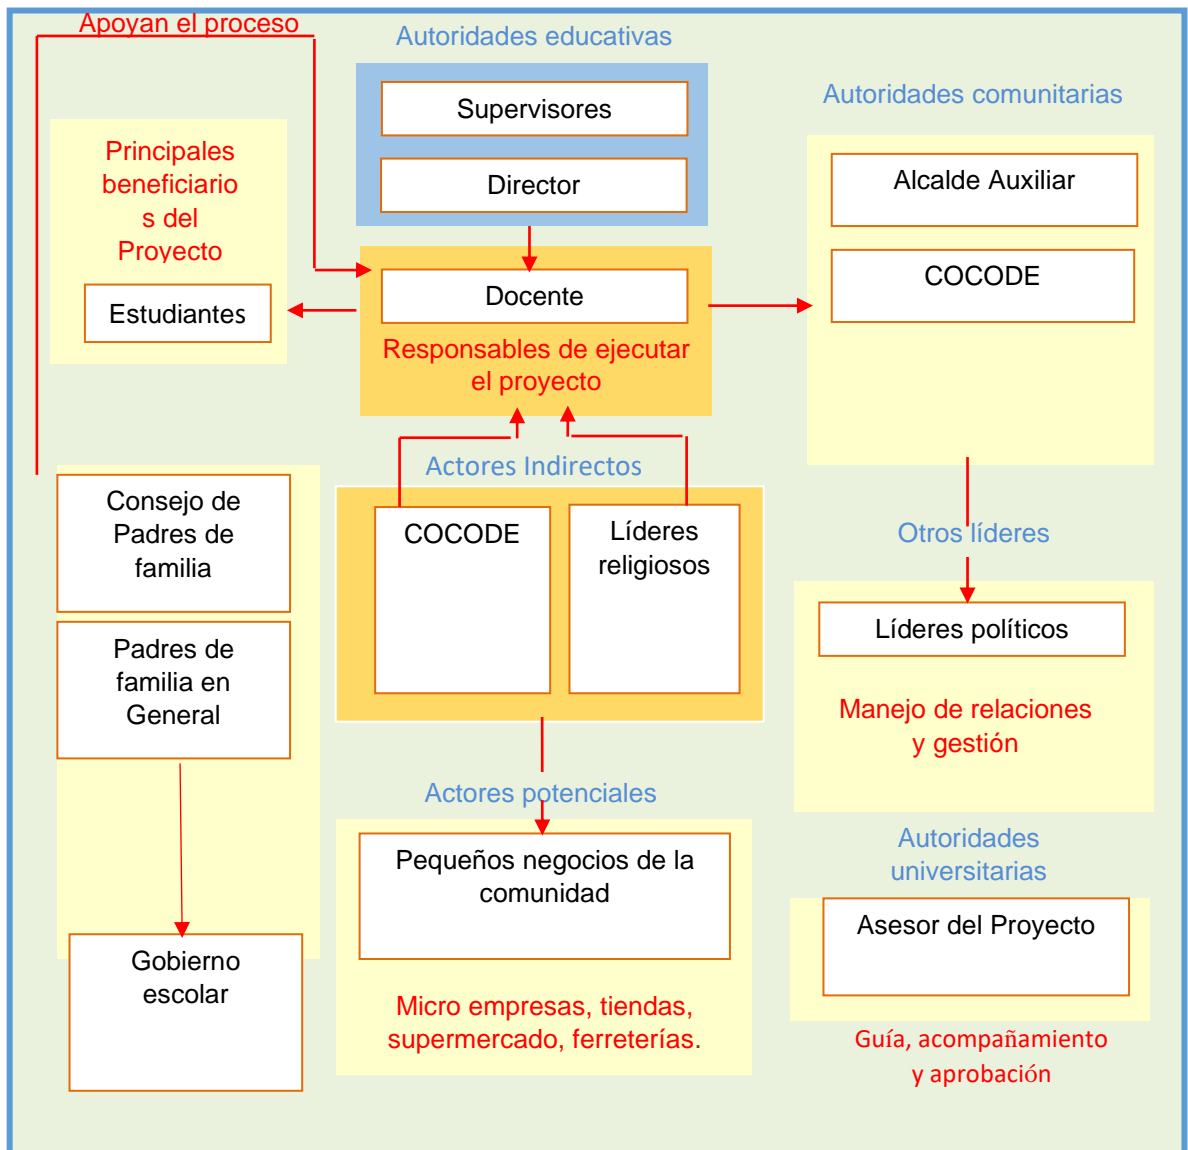 Apoyan el proceso
Autoridades educativas
Supervisores
Director
Autoridades comunitarias
Alcalde Auxiliar
COCODE
Principales
beneficiario
s del
Proyecto
Estudiantes
Docente
Responsables de ejecutar
el proyecto
Actores Indirectos
COCODE
Líderes
religiosos
Consejo de
Padres de
familia
Padres de
familia en
General
Gobierno
escolar
Otros líderes
Líderes políticos
Manejo de relaciones
y gestión
Actores potenciales
Pequeños negocios de la
comunidad
Micro empresas, tiendas,
supermercado, ferreterías.
Autoridades
universitarias
Asesor del Proyecto
Guía, acompañamiento
y aprobación